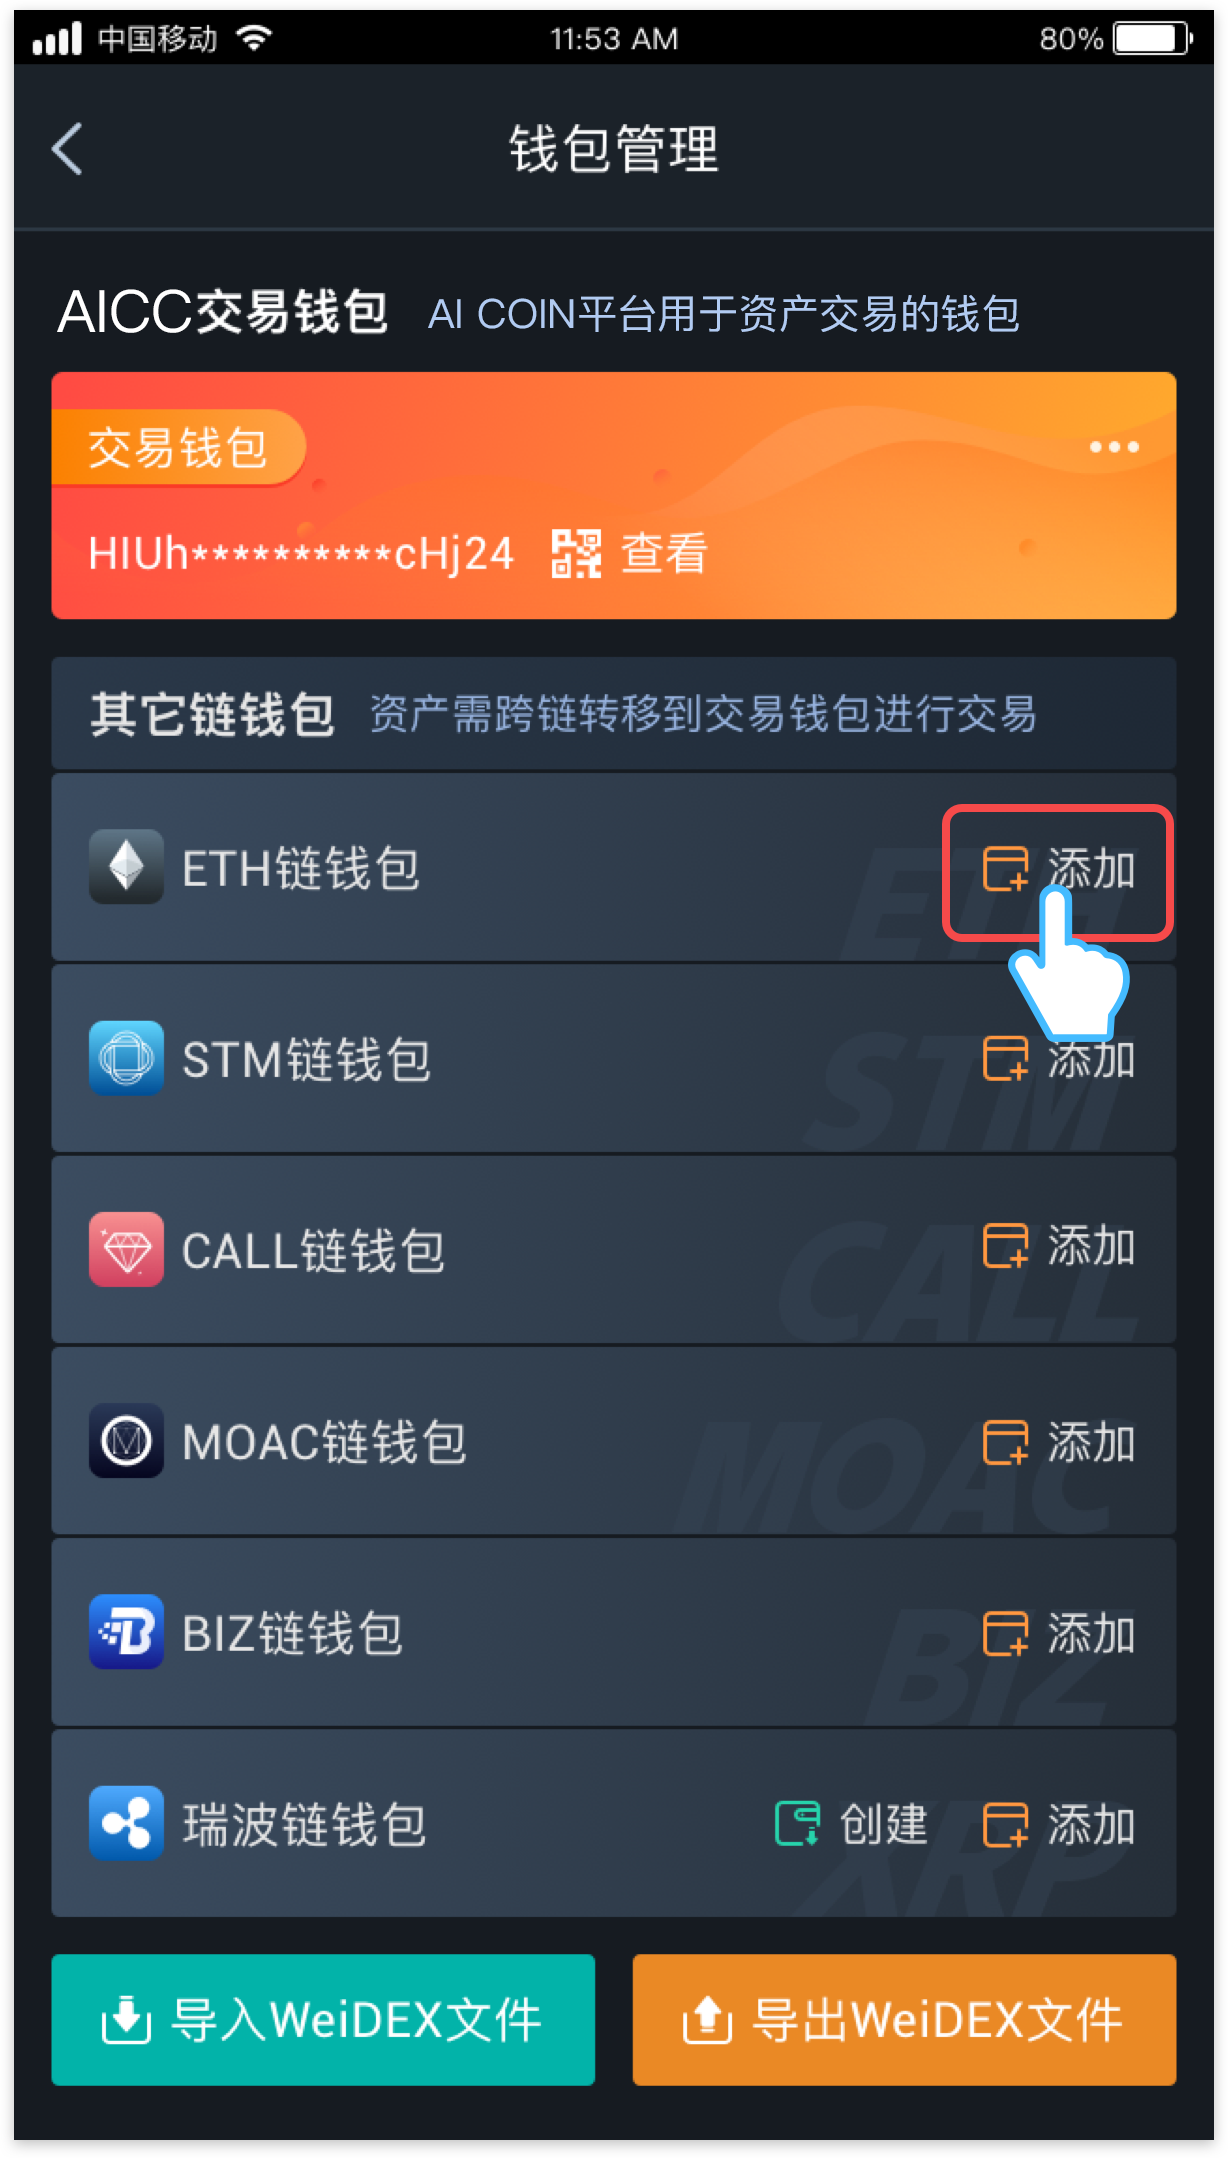 中国移动 11:53 AM 80%
钱包管理
AICC交易钱包 AI COIN平台用于资产交易的钱包
交易钱包
HIUh**********cHj24 查看
其它链钱包 资产需跨链转移到交易钱包进行交易
ETH链钱包 添加
ETH
STM链钱包 添加
STM
CALL链钱包 添加
CALL
MOAC链钱包 添加
MOAC
BIZ链钱包 添加
BIZ
瑞波链钱包 创建 添加
XRP
导入WeiDEX文件 导出WeiDEX文件